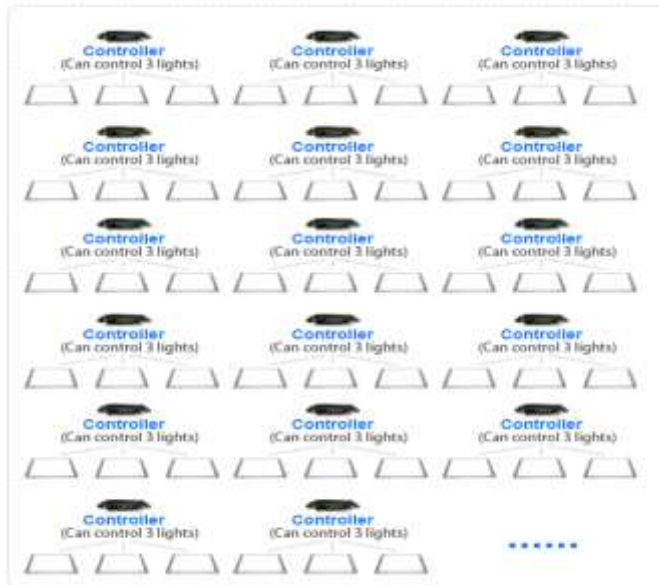 Controller Controller Controller
(Can control 3 lights) (Can control 3 lights) (Can control 3 lights)
Controller Controller Controller
(Can control 3 lights) (Can control 3 lights) (Can control 3 lights)
Controller Controller Controller
(Can control 3 lights) (Can control 3 lights) (Can control 3 lights)
Controller Controller Controller
(Can control 3 lights) (Can control 3 lights) (Can control 3 lights)
Controller Controller Controller
(Can control 3 lights) (Can control 3 lights) (Can control 3 lights)
Controller Controller
(Can control 3 lights) (Can control 3 lights)
......